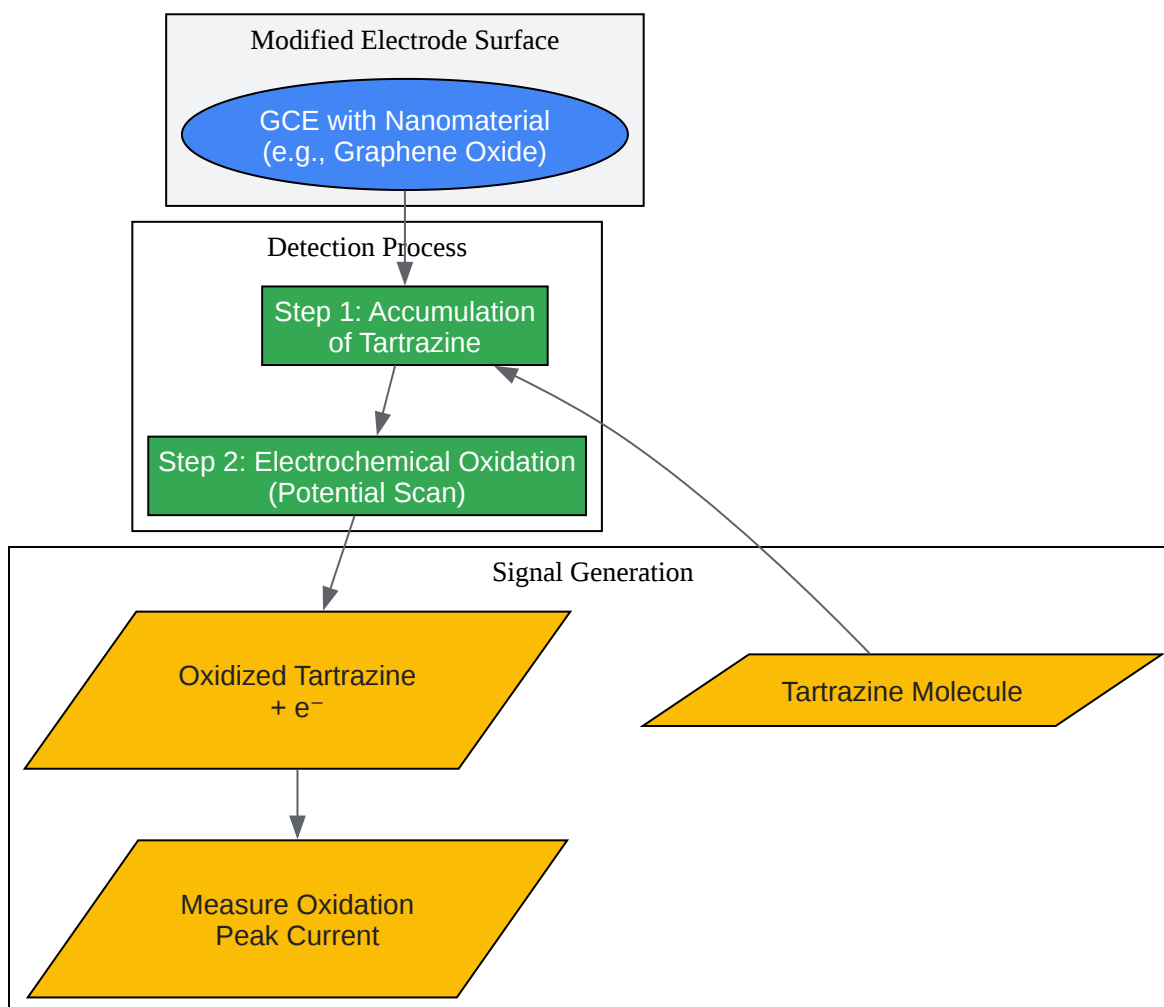 Modified Electrode Surface
GCE with Nanomaterial
(e.g., Graphene Oxide)
Detection Process
Step 1: Accumulation
of Tartrazine
Step 2: Electrochemical Oxidation
(Potential Scan)
Signal Generation
Oxidized Tartrazine
+ e⁻
Tartrazine Molecule
Measure Oxidation
Peak Current